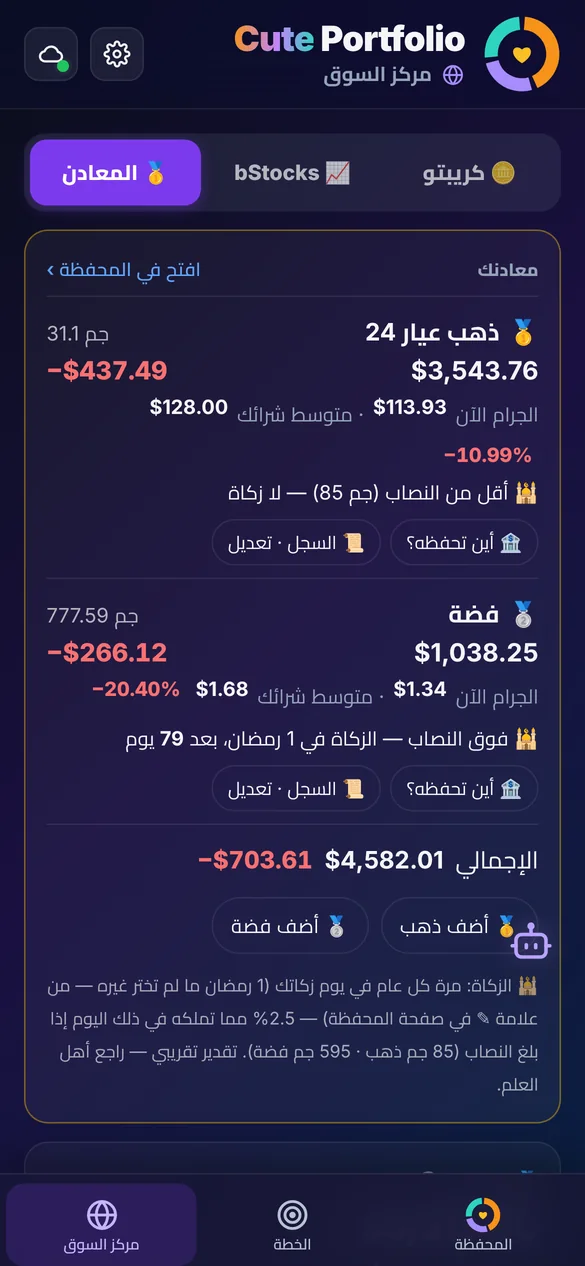 Cute Portfolio
مركز السوق
كريبتو
bStocks
المعادن
معادنك
افتح في المحفظة ›
ذهب عيار 24
31.1 جم
$3,543.76
−$437.49
الجرام الآن $113.93 · متوسط شرائك $128.00
−10.99%
أقل من النصاب (85 جم) — لا زكاة
أين تحفظه؟
السجل · تعديل
فضة
777.59 جم
$1,038.25
−$266.12
الجرام الآن $1.34 · متوسط شرائك $1.68 −20.40%
فوق النصاب — الزكاة في 1 رمضان، بعد 79 يوم
أين تحفظه؟
السجل · تعديل
الإجمالي $4,582.01 −$703.61
أضف ذهب
أضف فضة
الزكاة: مرة كل عام في يوم زكاتك (1 رمضان ما لم تختر غيره — من
علامة ✎ في صفحة المحفظة) — 2.5% مما تملكه في ذلك اليوم إذا
بلغ النصاب (85 جم ذهب · 595 جم فضة). تقدير تقريبي — راجع أهل
العلم.
المحفظة
الخطة
مركز السوق